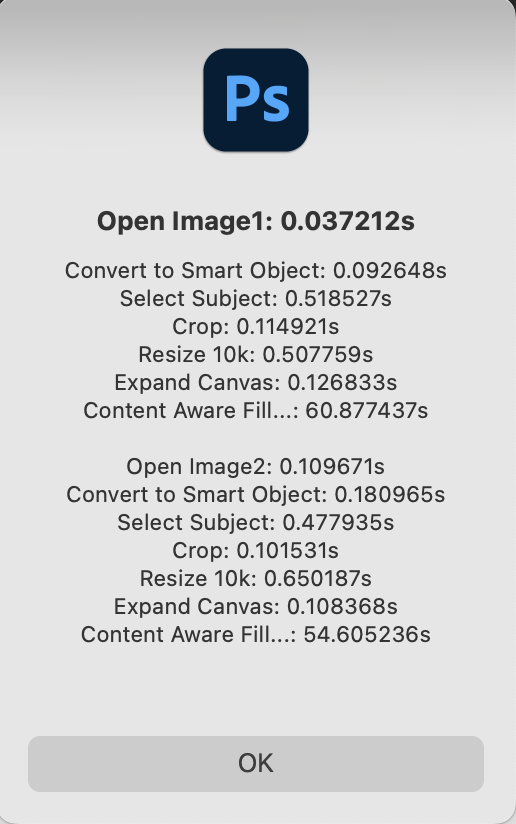 Ps
Open Image1: 0.037212s
Convert to Smart Object: 0.092648s
Select Subject: 0.518527s
Crop: 0.114921s
Resize 10k: 0.507759s
Expand Canvas: 0.126833s
Content Aware Fill...: 60.877437s
Open Image2: 0.109671s
Convert to Smart Object: 0.180965s
Select Subject: 0.477935s
Crop: 0.101531s
Resize 10k: 0.650187s
Expand Canvas: 0.108368s
Content Aware Fill...: 54.605236s
OK